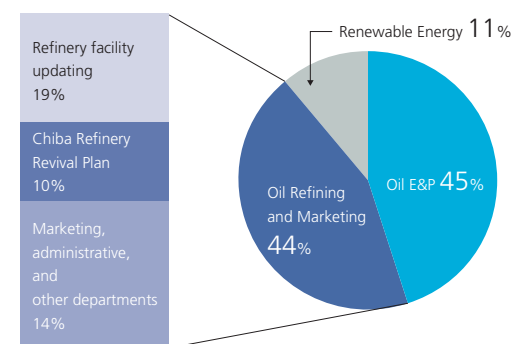 Refinery facility
updating
19%
Chiba Refinery
Revival Plan
10%
Marketing,
administrative,
and
other departments
14%
Renewable Energy 11%
Oil E&P 45%
Oil Refining
and Marketing
44%